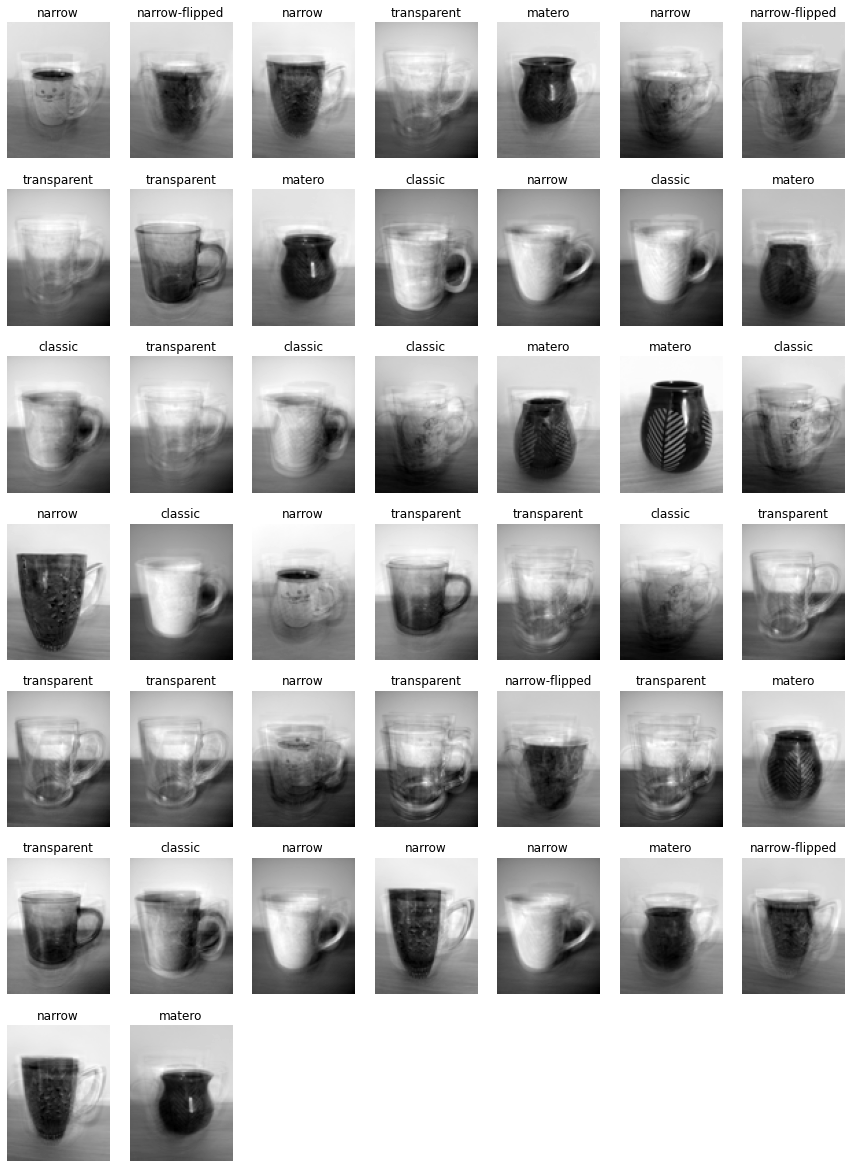 narrow narrow-flipped narrow transparent matero narrow narrow-flipped
transparent transparent matero classic narrow classic matero
classic transparent classic classic matero matero classic
narrow classic narrow transparent transparent classic transparent
transparent transparent narrow transparent narrow-flipped transparent matero
transparent classic narrow narrow narrow matero narrow-flipped
narrow matero